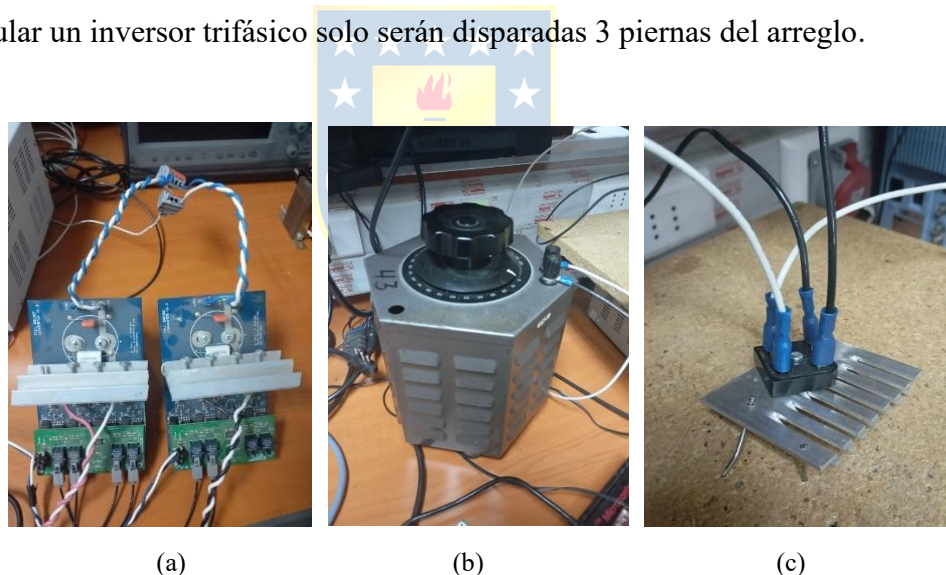 ular un inversor trifásico solo serán disparadas 3 piernas del arreglo.
43
(a) (b) (c)